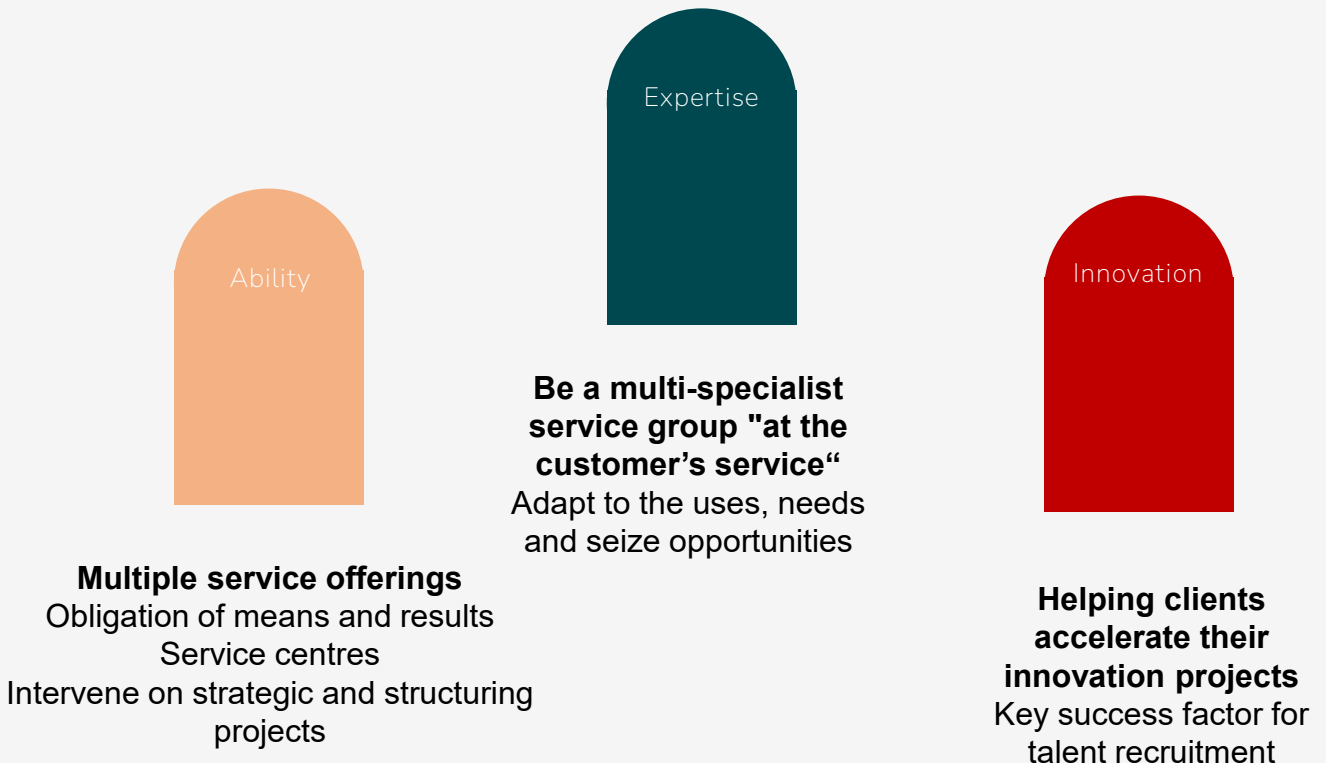 Expertise
Ability
Innovation
Be a multi-specialist
service group "at the
customer’s service“
Adapt to the uses, needs
and seize opportunities
Multiple service offerings
Obligation of means and results
Service centres
Intervene on strategic and structuring
projects
Helping clients
accelerate their
innovation projects
Key success factor for
talent recruitment